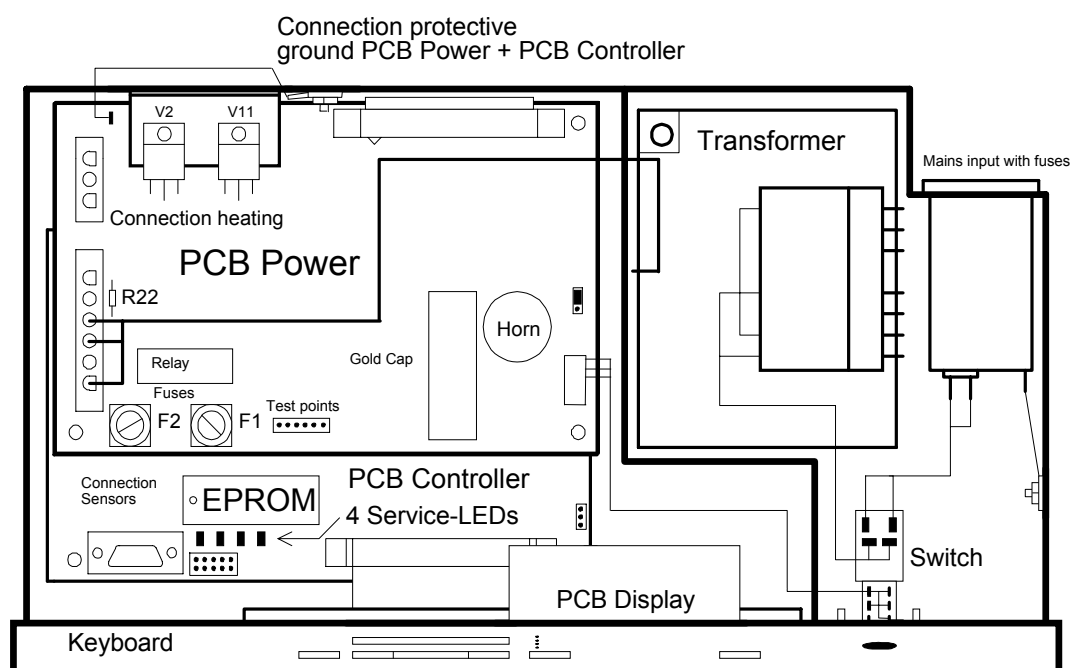 Connection protective
ground PCB Power + PCB Controller
V2
V11
Transformer
Mains input with fuses
Connection heating
PCB Power
R22
Horn
Gold Cap
Relay
Fuses
F2
F1
Test points
Connection
Sensors
EPROM
PCB Controller
4 Service-LEDs
Switch
PCB Display
Keyboard